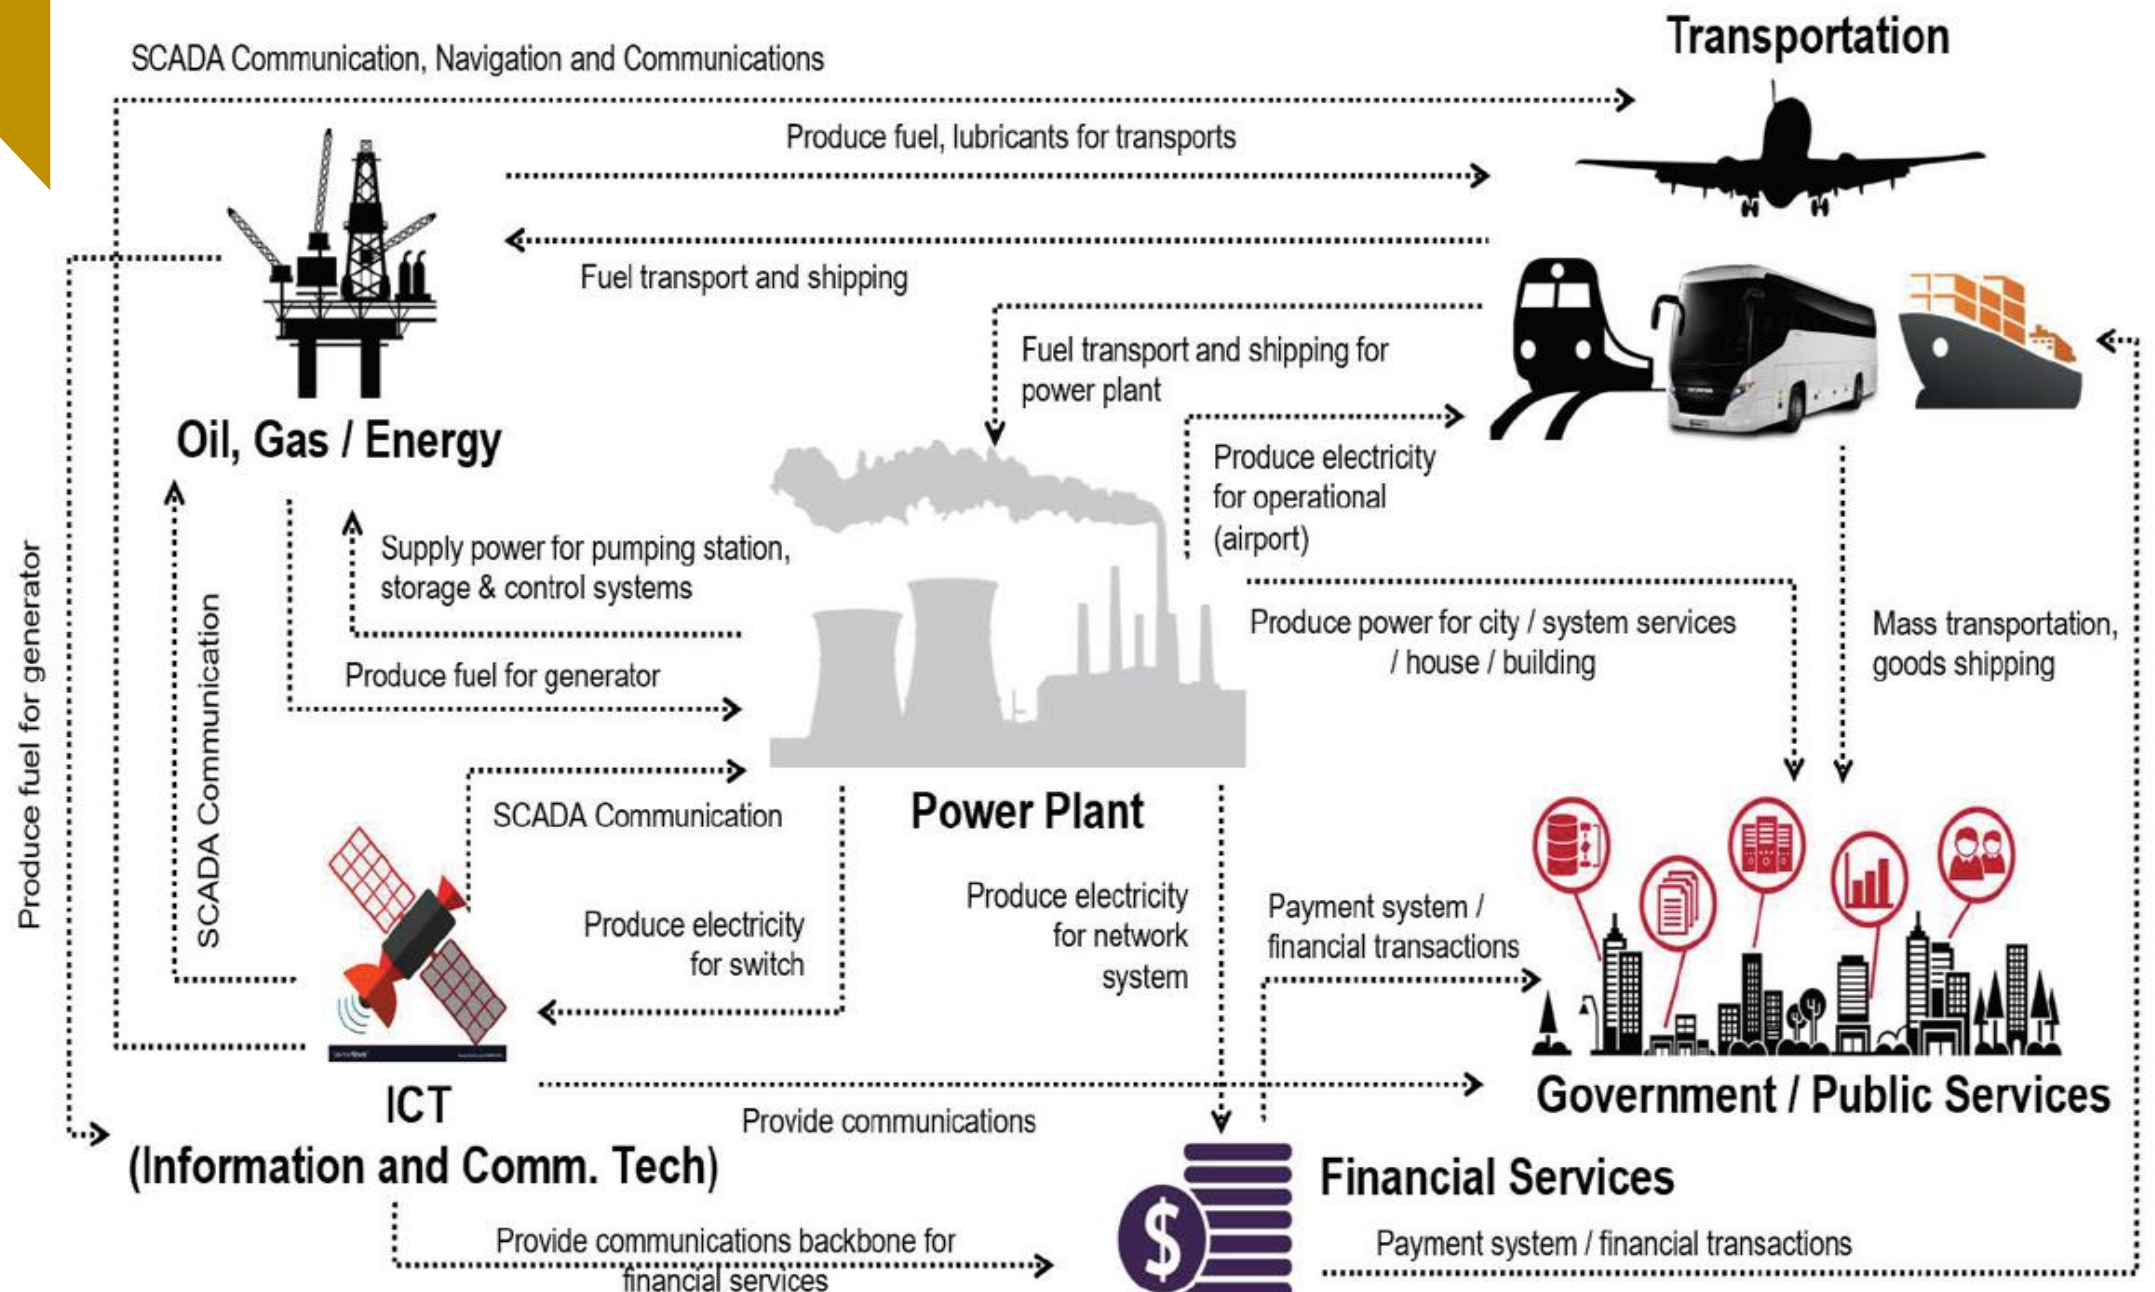 Transportation
SCADA Communication, Navigation and Communications
Produce fuel, lubricants for transports
Fuel transport and shipping
Fuel transport and shipping for
power plant
Oil, Gas / Energy
Produce electricity
for operational
(airport)
Supply power for pumping station,
storage & control systems
Produce fuel for generator
SCADA Communication
Produce fuel for generator
Produce power for city / system services
/ house / building
Mass transportation,
goods shipping
SCADA Communication
Power Plant
Produce electricity
for switch
Produce electricity
for network
system
Payment system /
financial transactions
ICT
(Information and Comm. Tech)
Provide communications
Government / Public Services
Financial Services
$
Provide communications backbone for
financial services
Payment system / financial transactions